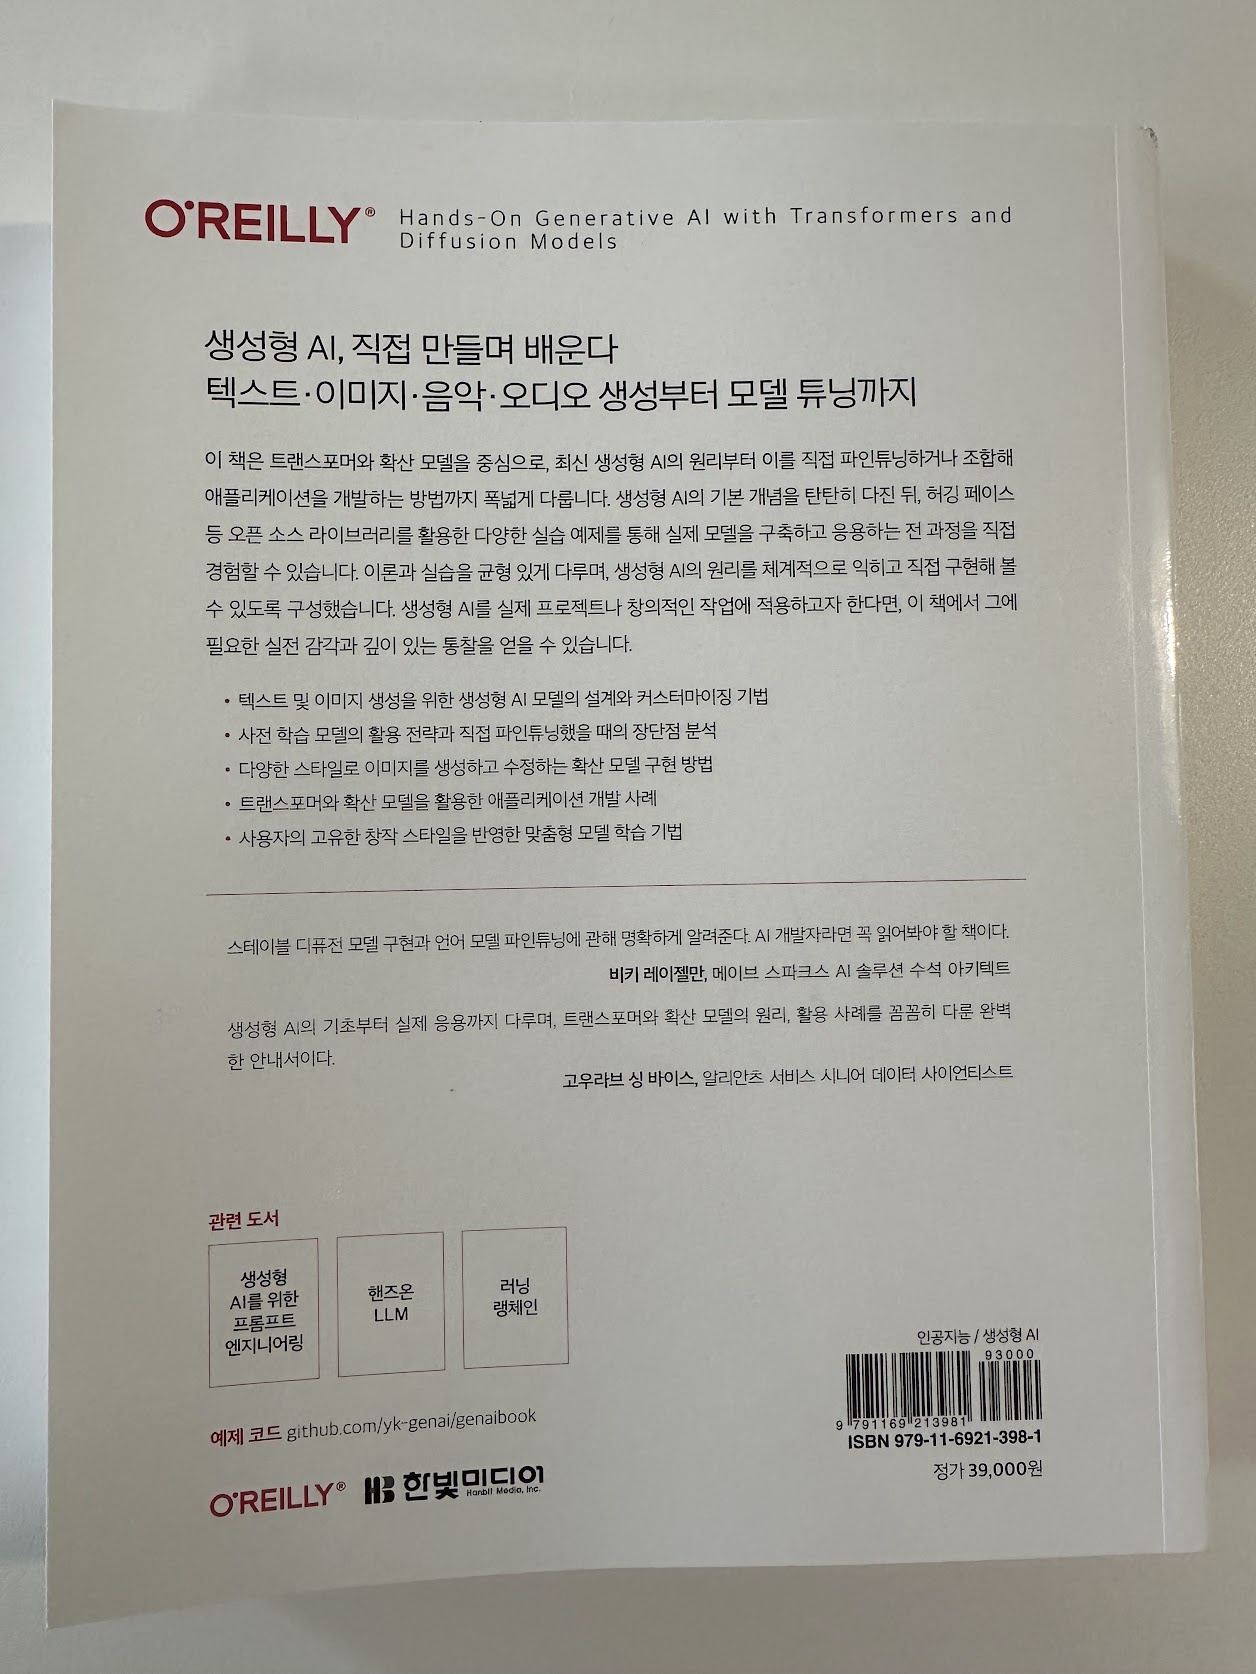 O'REILLY®
Hands-On Generative AI with Transformers and
Diffusion Models
생성형 AI, 직접 만들며 배운다
텍스트·이미지·음악·오디오 생성부터 모델 튜닝까지
이 책은 트랜스포머와 확산 모델을 중심으로, 최신 생성형 AI의 원리부터 이를 직접 파인튜닝하거나 조합해
애플리케이션을 개발하는 방법까지 폭넓게 다룹니다. 생성형 AI의 기본 개념을 탄탄히 다진 뒤, 허깅 페이스
등 오픈 소스 라이브러리를 활용한 다양한 실습 예제를 통해 실제 모델을 구축하고 응용하는 전 과정을 직접
경험할 수 있습니다. 이론과 실습을 균형 있게 다루며, 생성형 AI의 원리를 체계적으로 익히고 직접 구현해 볼
수 있도록 구성했습니다. 생성형 AI를 실제 프로젝트나 창의적인 작업에 적용하고자 한다면, 이 책에서 그에
필요한 실전 감각과 깊이 있는 통찰을 얻을 수 있습니다.
• 텍스트 및 이미지 생성을 위한 생성형 AI 모델의 설계와 커스터마이징 기법
• 사전 학습 모델의 활용 전략과 직접 파인튜닝했을 때의 장단점 분석
• 다양한 스타일로 이미지를 생성하고 수정하는 확산 모델 구현 방법
• 트랜스포머와 확산 모델을 활용한 애플리케이션 개발 사례
• 사용자의 고유한 창작 스타일을 반영한 맞춤형 모델 학습 기법
스테이블 디퓨전 모델 구현과 언어 모델 파인튜닝에 관해 명확하게 알려준다. AI 개발자라면 꼭 읽어봐야 할 책이다.
비키 레이젤만, 메이브 스파크스 AI 솔루션 수석 아키텍트
생성형 AI의 기초부터 실제 응용까지 다루며, 트랜스포머와 확산 모델의 원리, 활용 사례를 꼼꼼히 다룬 완벽
한 안내서이다.
고우라브 싱 바이스, 알리안츠 서비스 시니어 데이터 사이언티스트
관련 도서
생성형
AI를 위한
프롬프트
엔지니어링
핸즈온
LLM
러닝
랭체인
예제 코드 github.com/yk-genai/genaibook
O'REILLY®
HB 한빛미디어
Hanbit Media, Inc.
인공지능 / 생성형 AI
93000
9 791169 213981
ISBN 979-11-6921-398-1
정가 39,000원